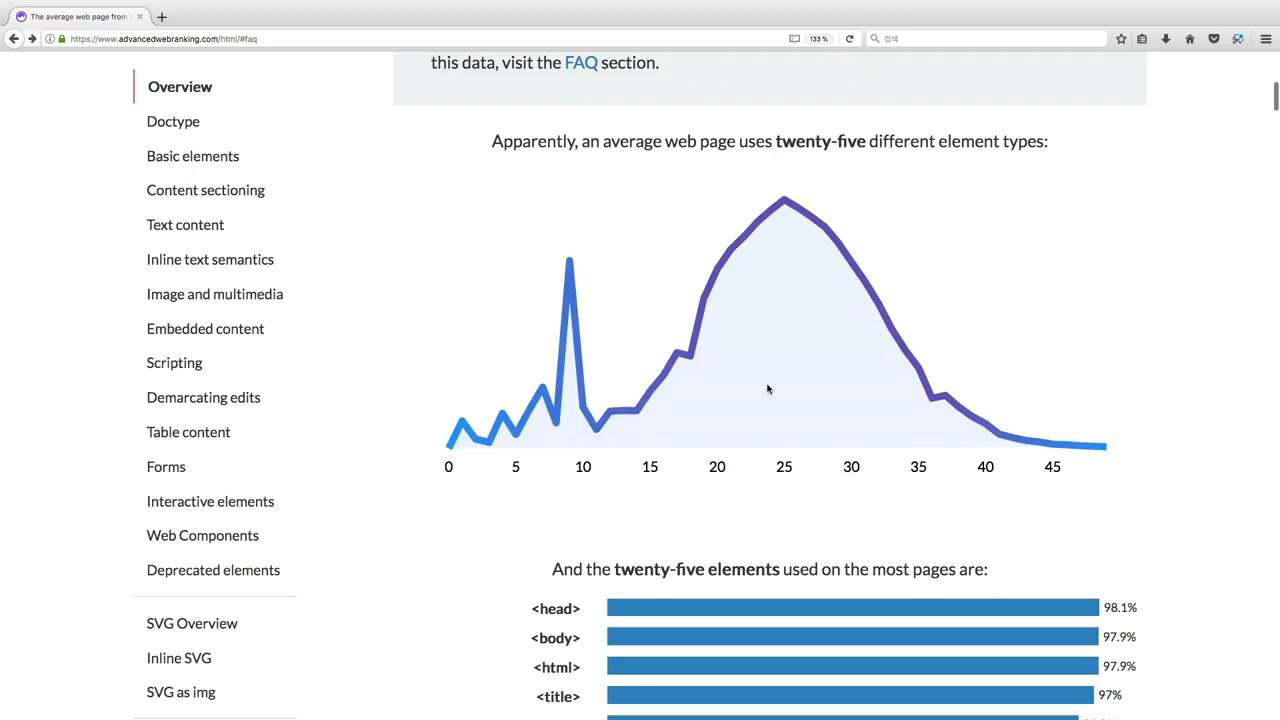 The average web page from
https://www.advancedwebranking.com/html/#faq
133 %
검색
Overview
Doctype
Basic elements
Content sectioning
Text content
Inline text semantics
Image and multimedia
Embedded content
Scripting
Demarcating edits
Table content
Forms
Interactive elements
Web Components
Deprecated elements
SVG Overview
Inline SVG
SVG as img
this data, visit the FAQ section.
Apparently, an average web page uses twenty-five different element types:
0 5 10 15 20 25 30 35 40 45
And the twenty-five elements used on the most pages are:
<head> 98.1%
<body> 97.9%
<html> 97.9%
<title> 97%